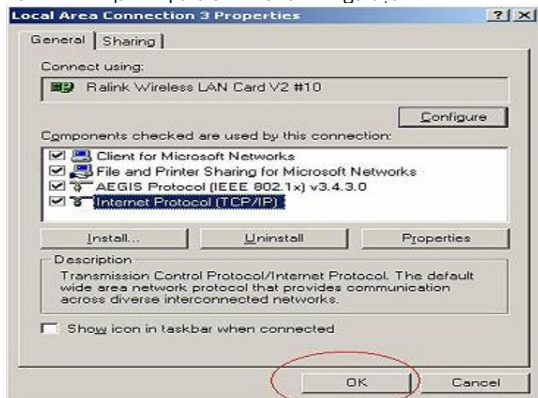 Local Area Connection 3 Properties
General
Sharing
Connect using:
Ralink Wireless LAN Card V2 #10
Configure
Components checked are used by this connection:
Client for Microsoft Networks
File and Printer Sharing for Microsoft Networks
AEGIS Protocol (IEEE 802.1x) v3.4.3.0
Internet Protocol (TCP/IP)
Install...
Uninstall
Properties
Description
Transmission Control Protocol/Internet Protocol. The default
wide area network protocol that provides communication
across diverse interconnected networks.
Show icon in taskbar when connected
OK
Cancel